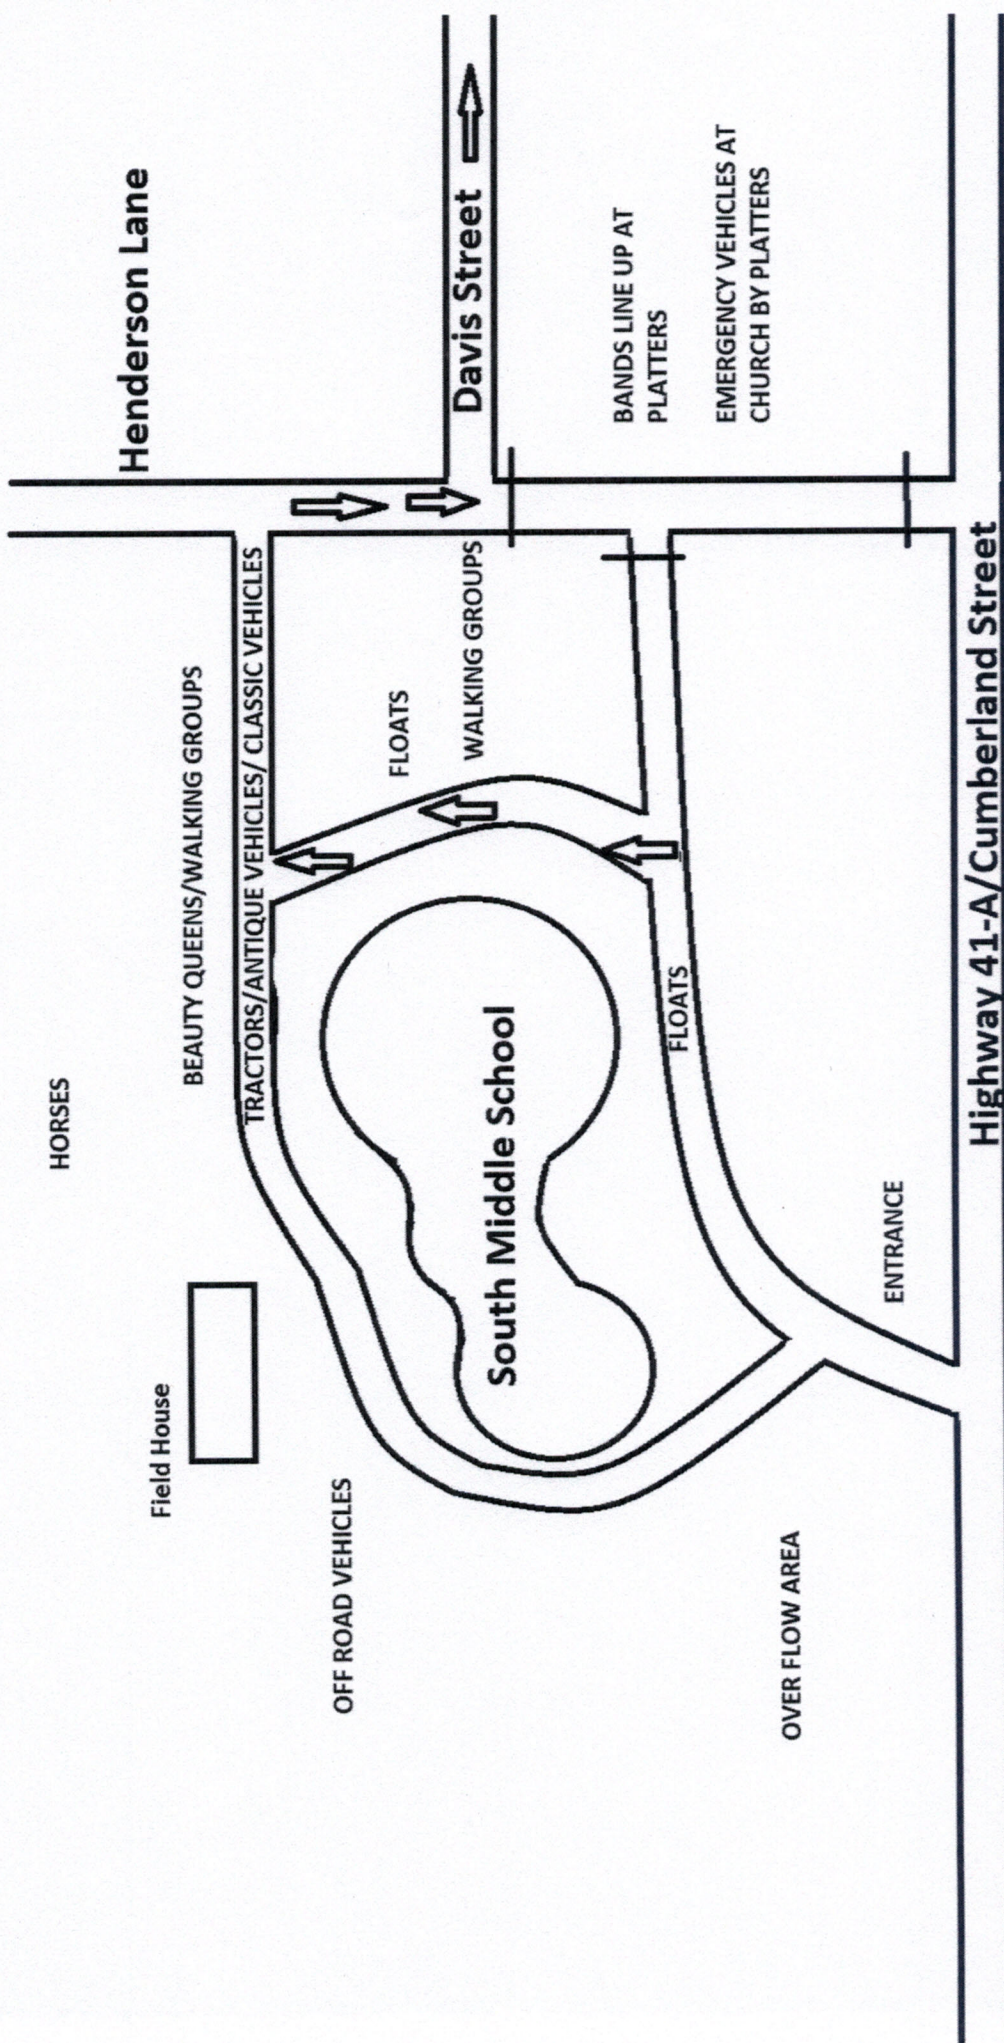 HORSES
Henderson Lane
Field House
BEAUTY QUEENS/WALKING GROUPS
TRACTORS/ANTIQUE VEHICLES/ CLASSIC VEHICLES
OFF ROAD VEHICLES
FLOATS
WALKING GROUPS
Davis Street
South Middle School
BANDS LINE UP AT
PLATTERS
FLOATS
EMERGENCY VEHICLES AT
CHURCH BY PLATTERS
OVER FLOW AREA
ENTRANCE
Highway 41-A/Cumberland Street